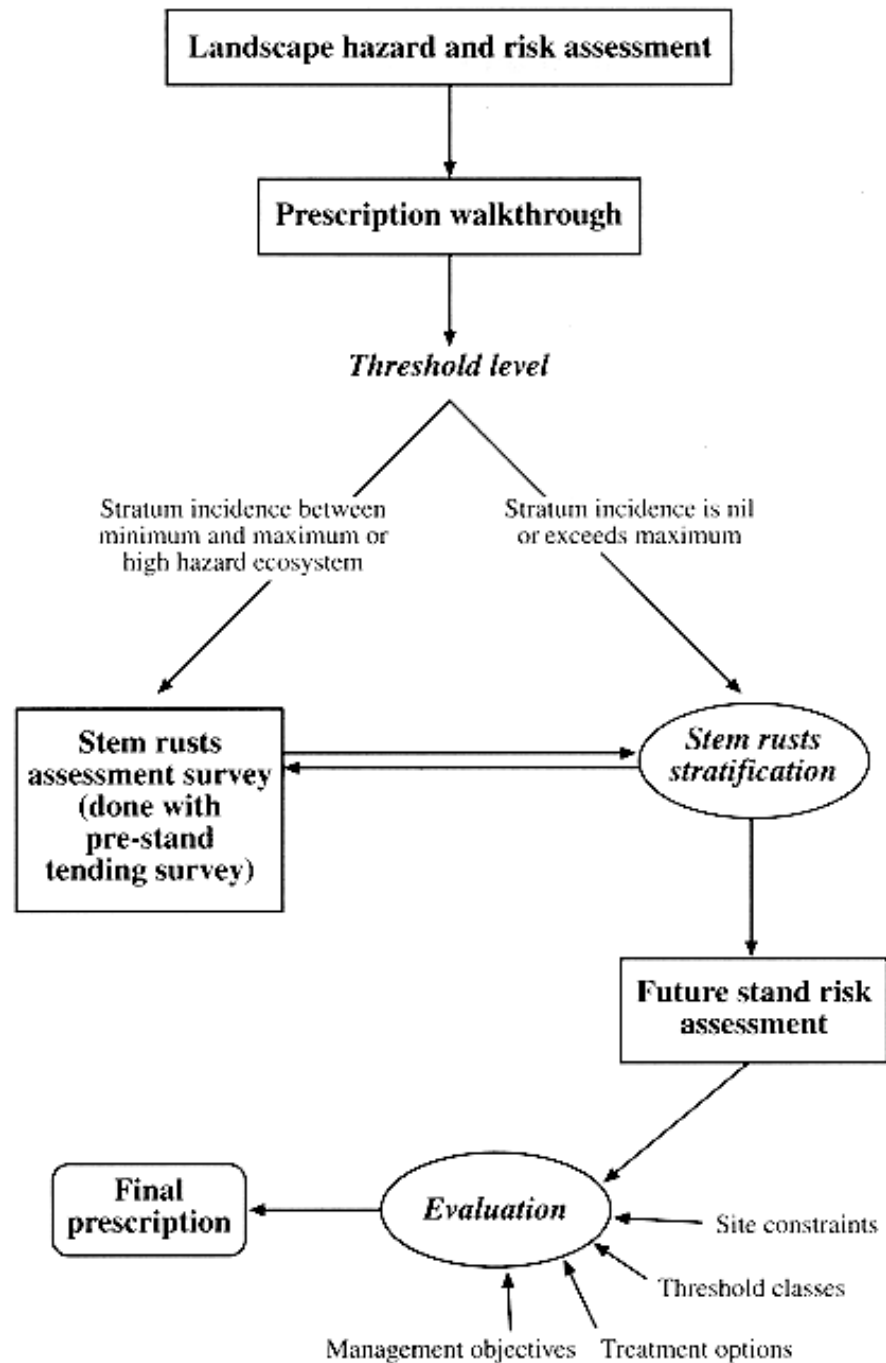 Landscape hazard and risk assessment
Prescription walkthrough
Threshold level
Stratum incidence between
minimum and maximum or
high hazard ecosystem
Stratum incidence is nil
or exceeds maximum
Stem rusts
assessment survey
(done with
pre-stand
tending survey)
Stem rusts
stratification
Future stand risk
assessment
Final
prescription
Evaluation
Site constraints
Threshold classes
Management objectives
Treatment options